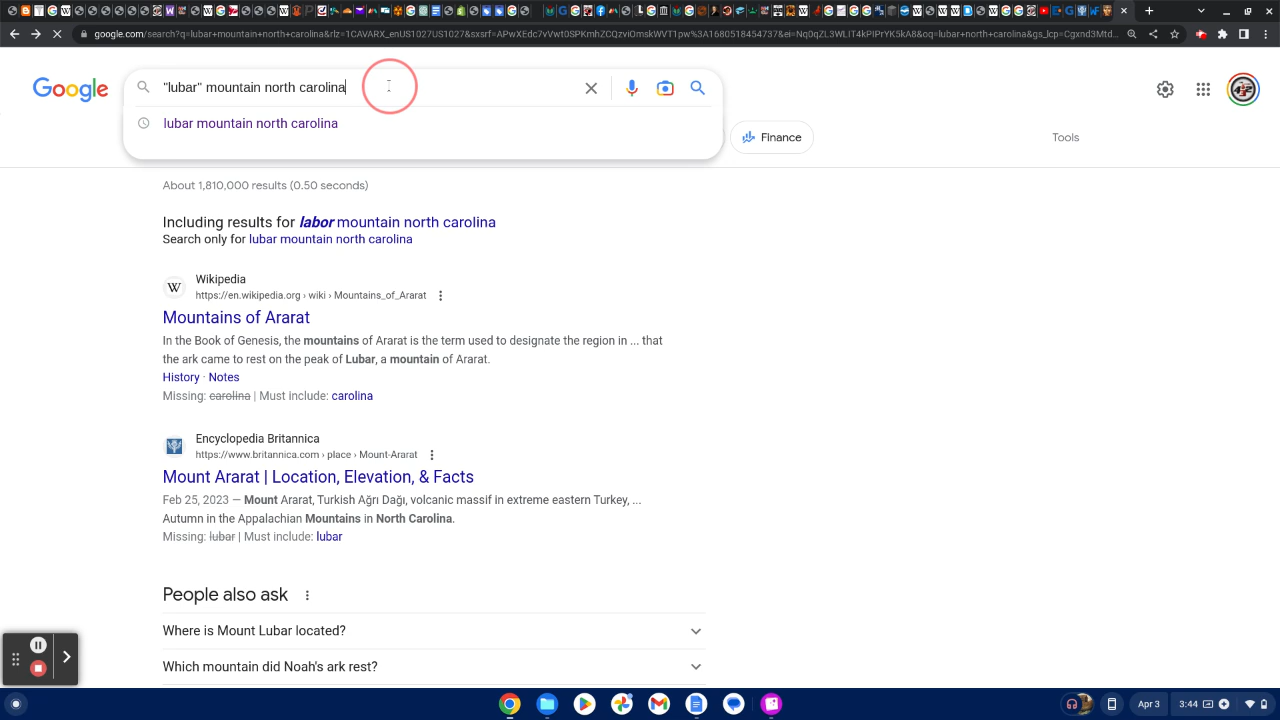 google.com/search?q=lubar+mountain+north+carolina&rlz=1CAVARX_enUS1027US1027&sxsrf=APwXEdc7vVwt0SPKmhZCQzviOmskWVT1pw%3A1680518454737&ei=Nq0qZL3WLIT4kPIPrYK5kA8&oq=lubar+mountain+north+carolina&gs_lcp=Cgxnd3Mtd...
Google
"lubar" mountain north carolina
lubar mountain north carolina
Finance
Tools
About 1,810,000 results (0.50 seconds)
Including results for labor mountain north carolina
Search only for lubar mountain north carolina
W
Wikipedia
https://en.wikipedia.org › wiki › Mountains_of_Ararat
Mountains of Ararat
In the Book of Genesis, the mountains of Ararat is the term used to designate the region in ... that
the ark came to rest on the peak of Lubar, a mountain of Ararat.
History · Notes
Missing: carolina | Must include: carolina
Encyclopedia Britannica
https://www.britannica.com › place › Mount-Ararat
Mount Ararat | Location, Elevation, & Facts
Feb 25, 2023 — Mount Ararat, Turkish Ağrı Dağı, volcanic massif in extreme eastern Turkey, ...
Autumn in the Appalachian Mountains in North Carolina.
Missing: lubar | Must include: lubar
People also ask
Where is Mount Lubar located?
Which mountain did Noah's ark rest?
Apr 3
3:44